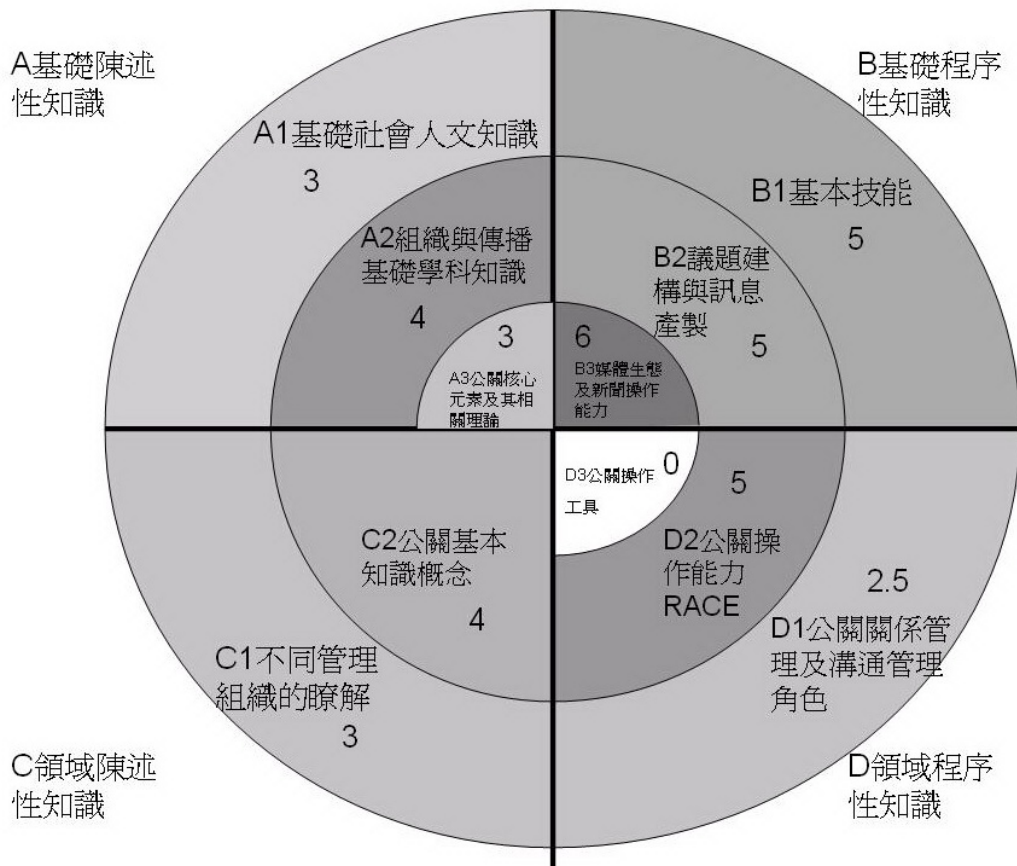 A基礎陳述
性知識
B基礎程序
性知識
A1基礎社會人文知識
3
A2組織與傳播
基礎學科知識
4
3
A3公關核心
元素及其相
關理論
B1基本技能
5
B2議題建
構與訊息
產製
5
6
B3媒體生態
及新聞操作
能力
C2公關基本
知識概念
4
C1不同管理
組織的瞭解
3
D3公關操作
工具
0
5
D2公關操
作能力
RACE
2.5
D1公關關係管
理及溝通管理
角色
C領域陳述
性知識
D領域程序
性知識